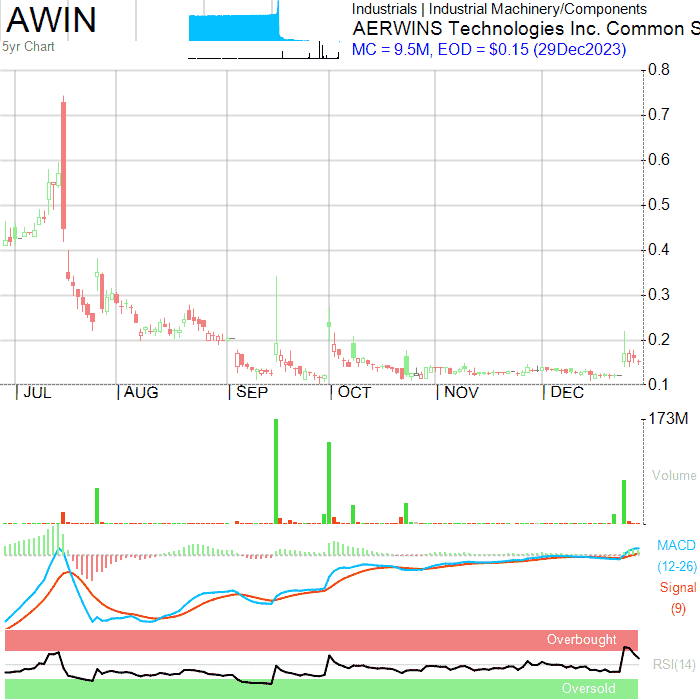 AWIN
5yr Chart
Industrials | Industrial Machinery/Components
AERWINS Technologies Inc. Common S
MC = 9.5M, EOD = $0.15 (29Dec2023)
0.8
0.7
0.6
0.5
0.4
0.3
0.2
0.1
JUL AUG SEP OCT NOV DEC
173M
Volume
MACD
(12-26)
Signal
(9)
Overbought
RSI(14)
Oversold